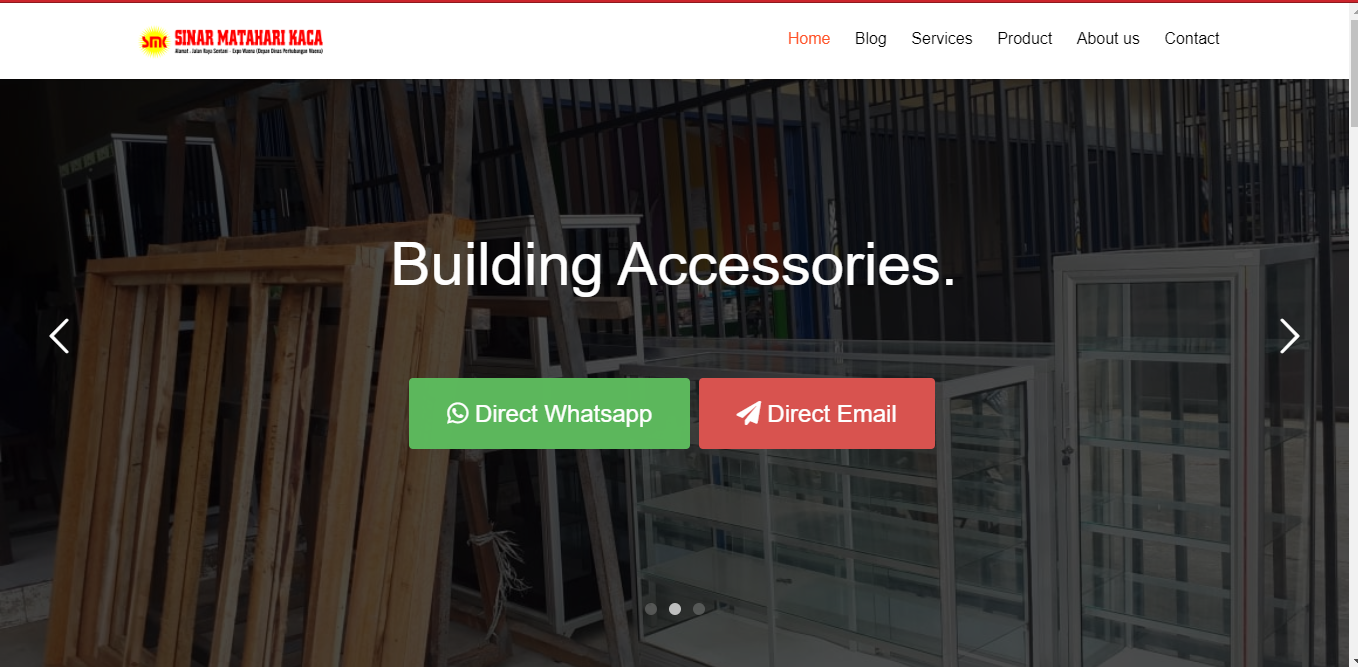 SMK SINAR MATAHARI KACA
Alamat : Jalan Raya Sentani - Expo Waena (Depan Dinas Perhubungan Waena)
Home Blog Services Product About us Contact
Building Accessories.
Direct Whatsapp Direct Email